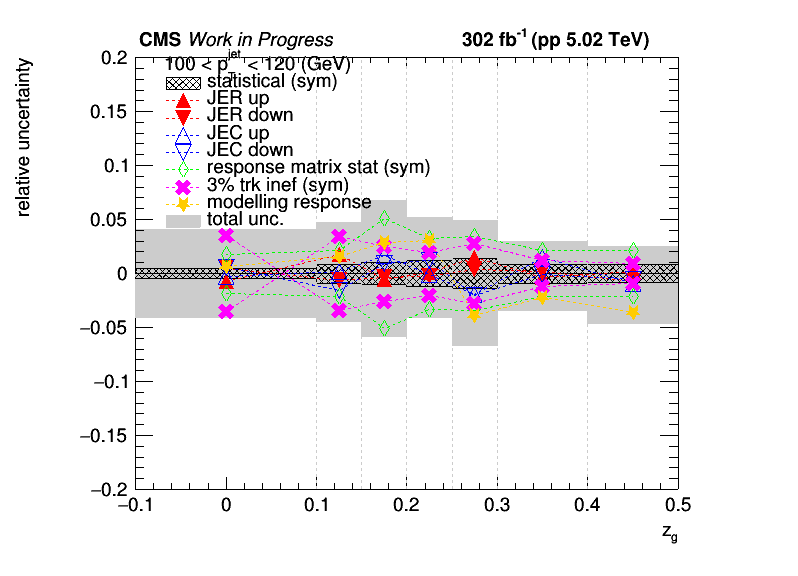 CMS Work in Progress 302 fb-1 (pp 5.02 TeV)
relative uncertainty
100 < p_T^jet < 120 (GeV)
statistical (sym)
JER up
JER down
JEC up
JEC down
response matrix stat (sym)
3% trk inef (sym)
modelling response
total unc.
0.2
0.15
0.1
0.05
0
−0.05
−0.1
−0.15
−0.2
−0.1 0 0.1 0.2 0.3 0.4 0.5
zg